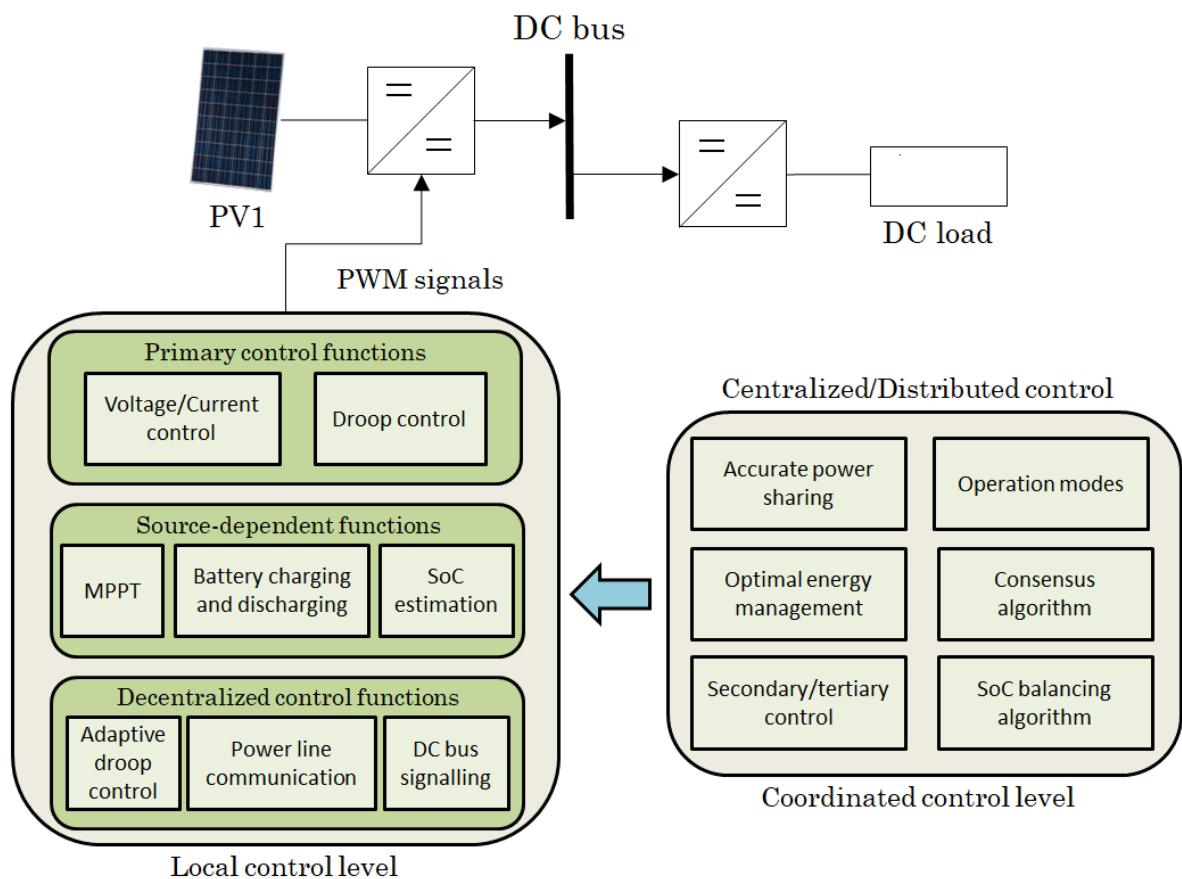 DC bus
PV1
DC load
PWM signals
Primary control functions
Voltage/Current
control
Droop control
Source-dependent functions
MPPT
Battery charging
and discharging
SoC
estimation
Decentralized control functions
Adaptive
droop
control
Power line
communication
DC bus
signalling
Local control level
Centralized/Distributed control
Accurate power
sharing
Operation modes
Optimal energy
management
Consensus
algorithm
Secondary/tertiary
control
SoC balancing
algorithm
Coordinated control level